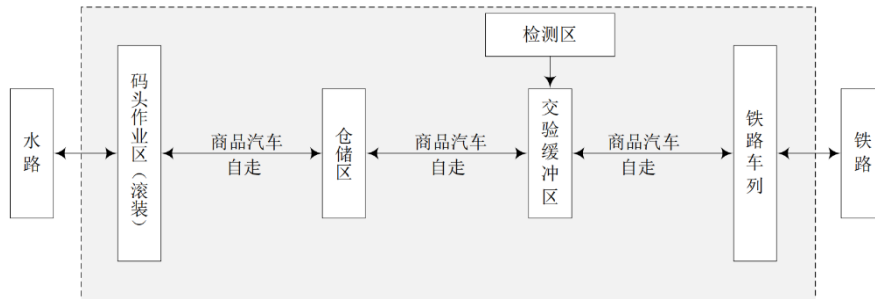 检测区
水路
码头作业区（滚装）
商品汽车
自走
仓储区
商品汽车
自走
交验缓冲区
商品汽车
自走
铁路车列
铁路